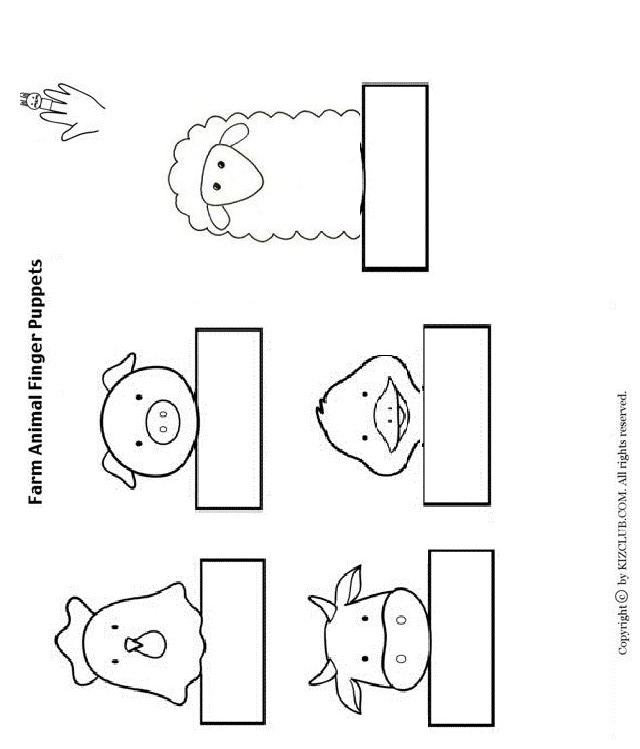 Farm Animal Finger Puppets
Copyright © by KIZCLUB.COM. All rights reserved.